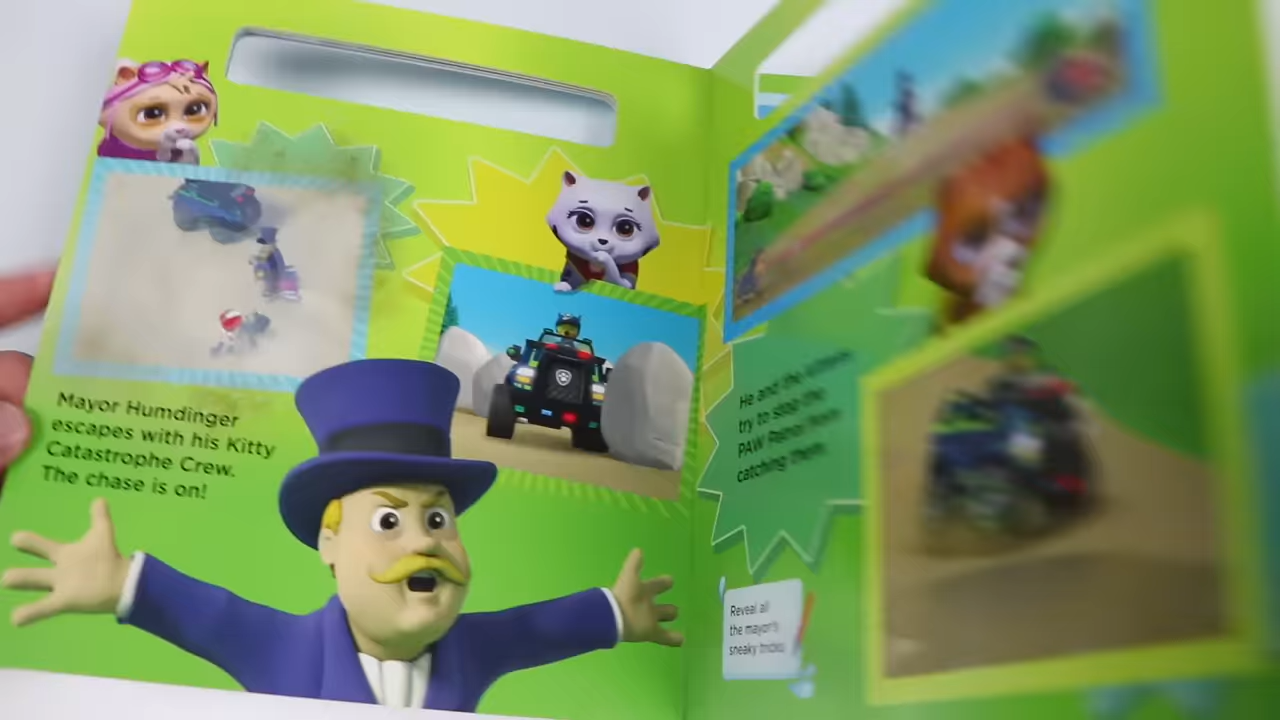 Mayor Humdinger
escapes with his Kitty
Catastrophe Crew.
The chase is on!
He and the kitties
try to stop the
PAW Patrol from
catching them.
Reveal all
the mayor's
sneaky tricks!